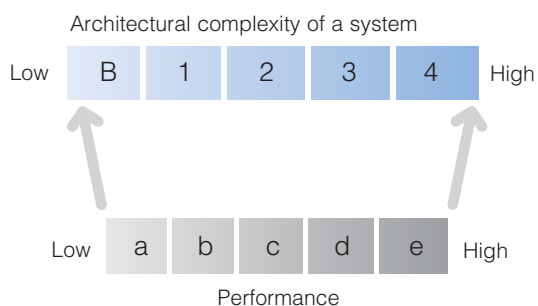 Architectural complexity of a system
Low B 1 2 3 4 High
Low a b c d e High
Performance